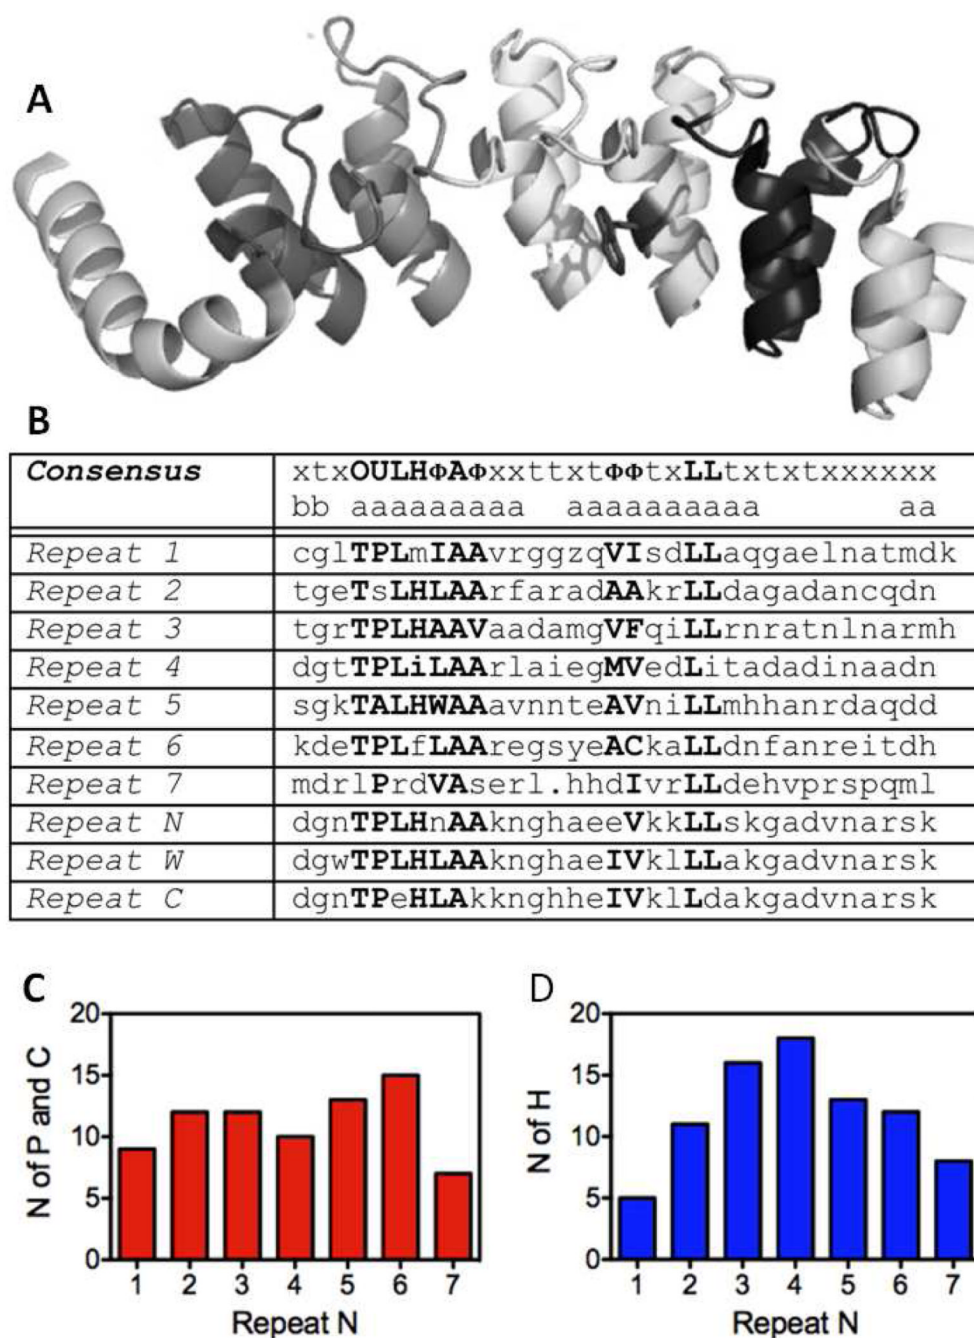 A
B
Consensus xtxOULHΦAΦxxttxtΦΦtxLLtxtxtxxxxxx
bb aaaaaaaaa aaaaaaaaaa aa
Repeat 1 cglTPLmIAAvrggzqVIsdLLaqgaelnatmdk
Repeat 2 tgeTsLHLAArfaradAAkrLLdagadancqdn
Repeat 3 tgrTPLHAAVaadamgVFqiLLrnratnlnarmh
Repeat 4 dgtTPLiLAArlaiegMVedLitadadinaadn
Repeat 5 sgkTALHWAAavnnteAVniLLmhhanrdaqdd
Repeat 6 kdeTPLfLAAregsyeACkaLLdnfanreitdh
Repeat 7 mdrlPrdVAserl.hhdIvrLLdehvprspqml
Repeat N dgnTPLHnAAknghaeeVkkLLskgadvnarsk
Repeat W dgwTPLHLAAknghaeIVklLLakgadvnarsk
Repeat C dgnTPeHLAkknghheIVklLdakgadvnarsk
C D
20 20
15 15
10 10
5 5
0 0
N of P and C N of H
1 2 3 4 5 6 7 1 2 3 4 5 6 7
Repeat N Repeat N